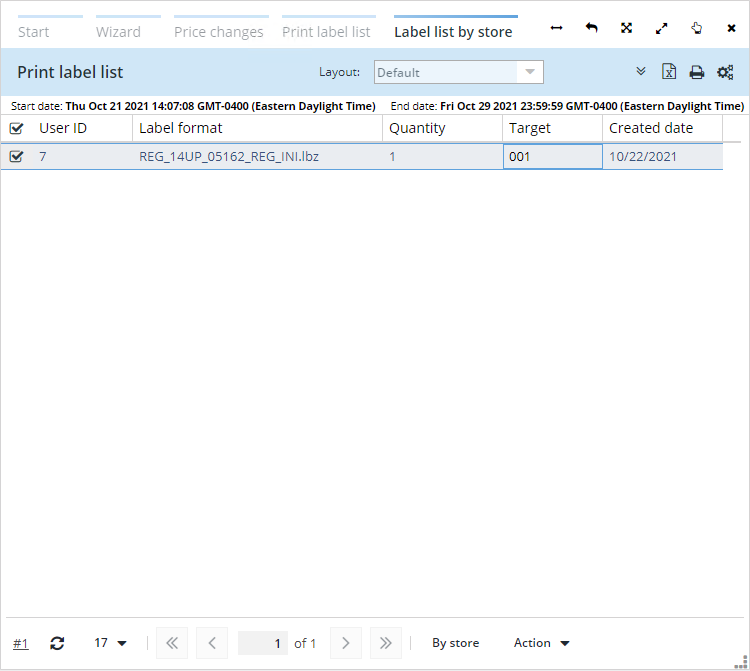 Start Wizard Price changes Print label list Label list by store
Print label list Layout: Default
Start date: Thu Oct 21 2021 14:07:08 GMT-0400 (Eastern Daylight Time) End date: Fri Oct 29 2021 23:59:59 GMT-0400 (Eastern Daylight Time)
User ID Label format Quantity Target Created date
7 REG_14UP_05162_REG_INI.lbz 1 001 10/22/2021
#1 17 1 of 1 By store Action